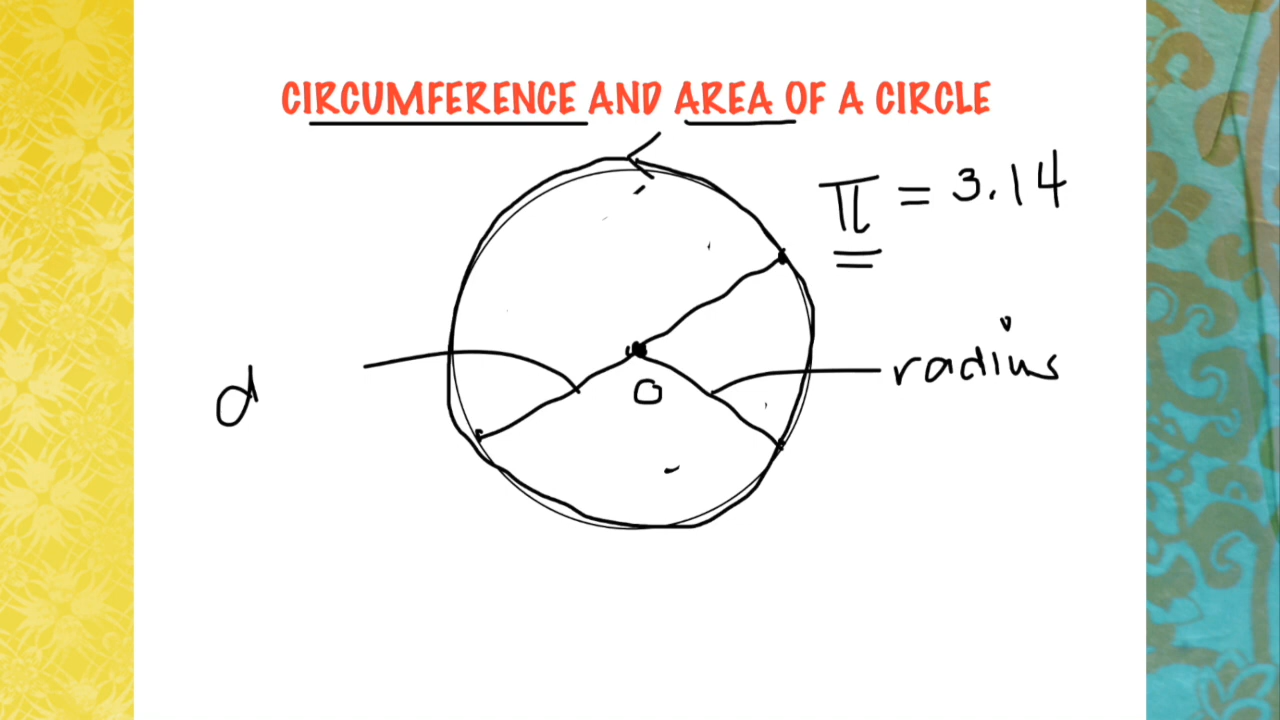 CIRCUMFERENCE AND AREA OF A CIRCLE
π = 3.14
radius
d
O